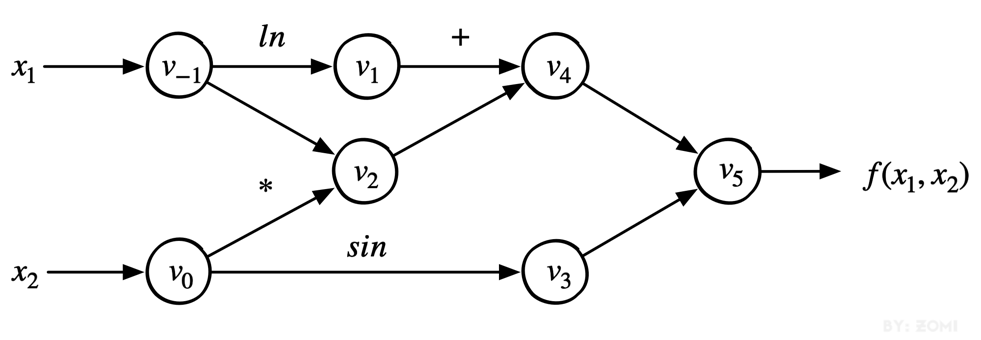 ln
+
x₁
v₋₁
v₁
v₄
v₂
v₅
f(x₁, x₂)
*
sin
x₂
v₀
v₃
BY: ZOMI